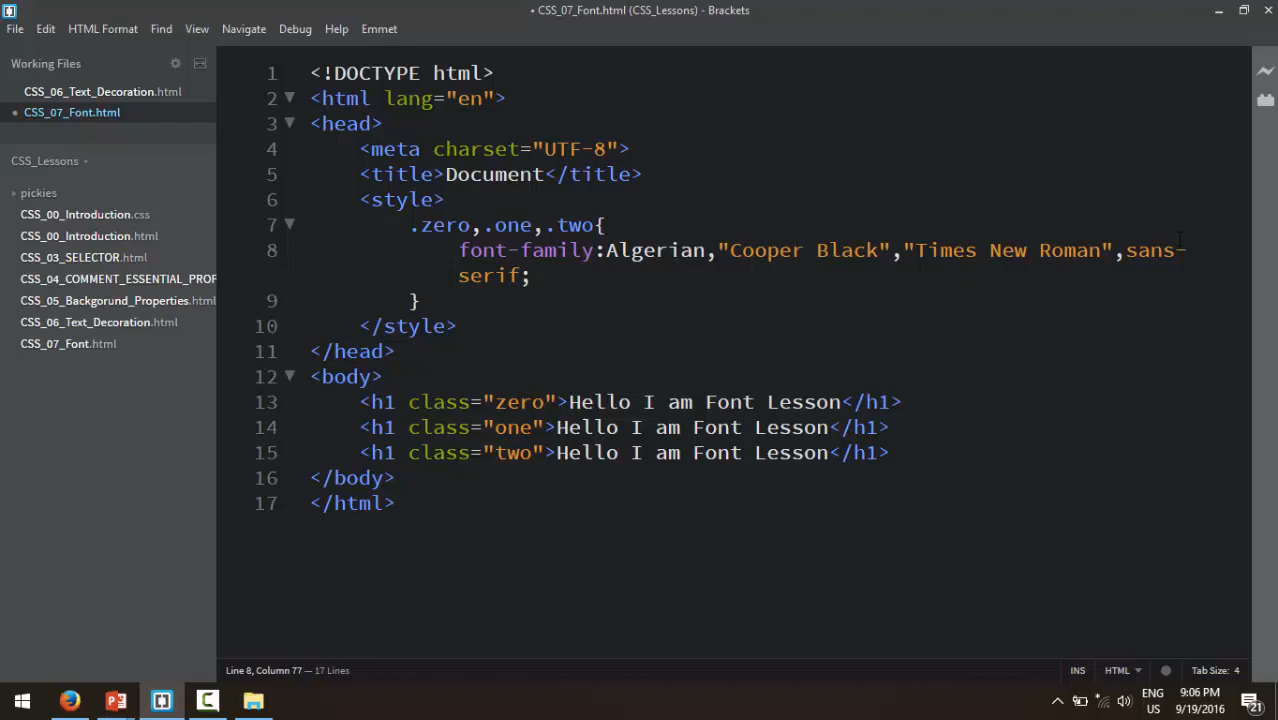 • CSS_07_Font.html (CSS_Lessons) - Brackets
File Edit HTML Format Find View Navigate Debug Help Emmet
Working Files
CSS_06_Text_Decoration.html
• CSS_07_Font.html
CSS_Lessons
pickies
CSS_00_Introduction.css
CSS_00_Introduction.html
CSS_03_SELECTOR.html
CSS_04_COMMENT_ESSENTIAL_PROF
CSS_05_Backgorund_Properties.html
CSS_06_Text_Decoration.html
CSS_07_Font.html
1 <!DOCTYPE html>
2 <html lang="en">
3 <head>
4 <meta charset="UTF-8">
5 <title>Document</title>
6 <style>
7 .zero,.one,.two{
8 font-family:Algerian,"Cooper Black","Times New Roman",sans-
serif;
9 }
10 </style>
11 </head>
12 <body>
13 <h1 class="zero">Hello I am Font Lesson</h1>
14 <h1 class="one">Hello I am Font Lesson</h1>
15 <h1 class="two">Hello I am Font Lesson</h1>
16 </body>
17 </html>
Line 8, Column 77 — 17 Lines
INS HTML Tab Size: 4
ENG 9:06 PM
US 9/19/2016
21